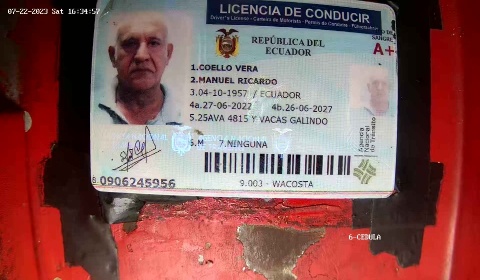 07-22-2023 Sat 16:34:57
LICENCIA DE CONDUCIR
Driver's License - Carteira de Motorista - Permis de Conduire - Führerschein
REPÚBLICA DEL
ECUADOR
A+
1.COELLO VERA
2.MANUEL RICARDO
3.04-10-1957 / ECUADOR
4a.27-06-2022 4b.26-06-2027
5.25AVA 4815 Y VACAS GALINDO
6.M 7.NINGUNA
Agencia
Nacional
de Tránsito
0906245956
9.003 - WACOSTA
6-CEDULA